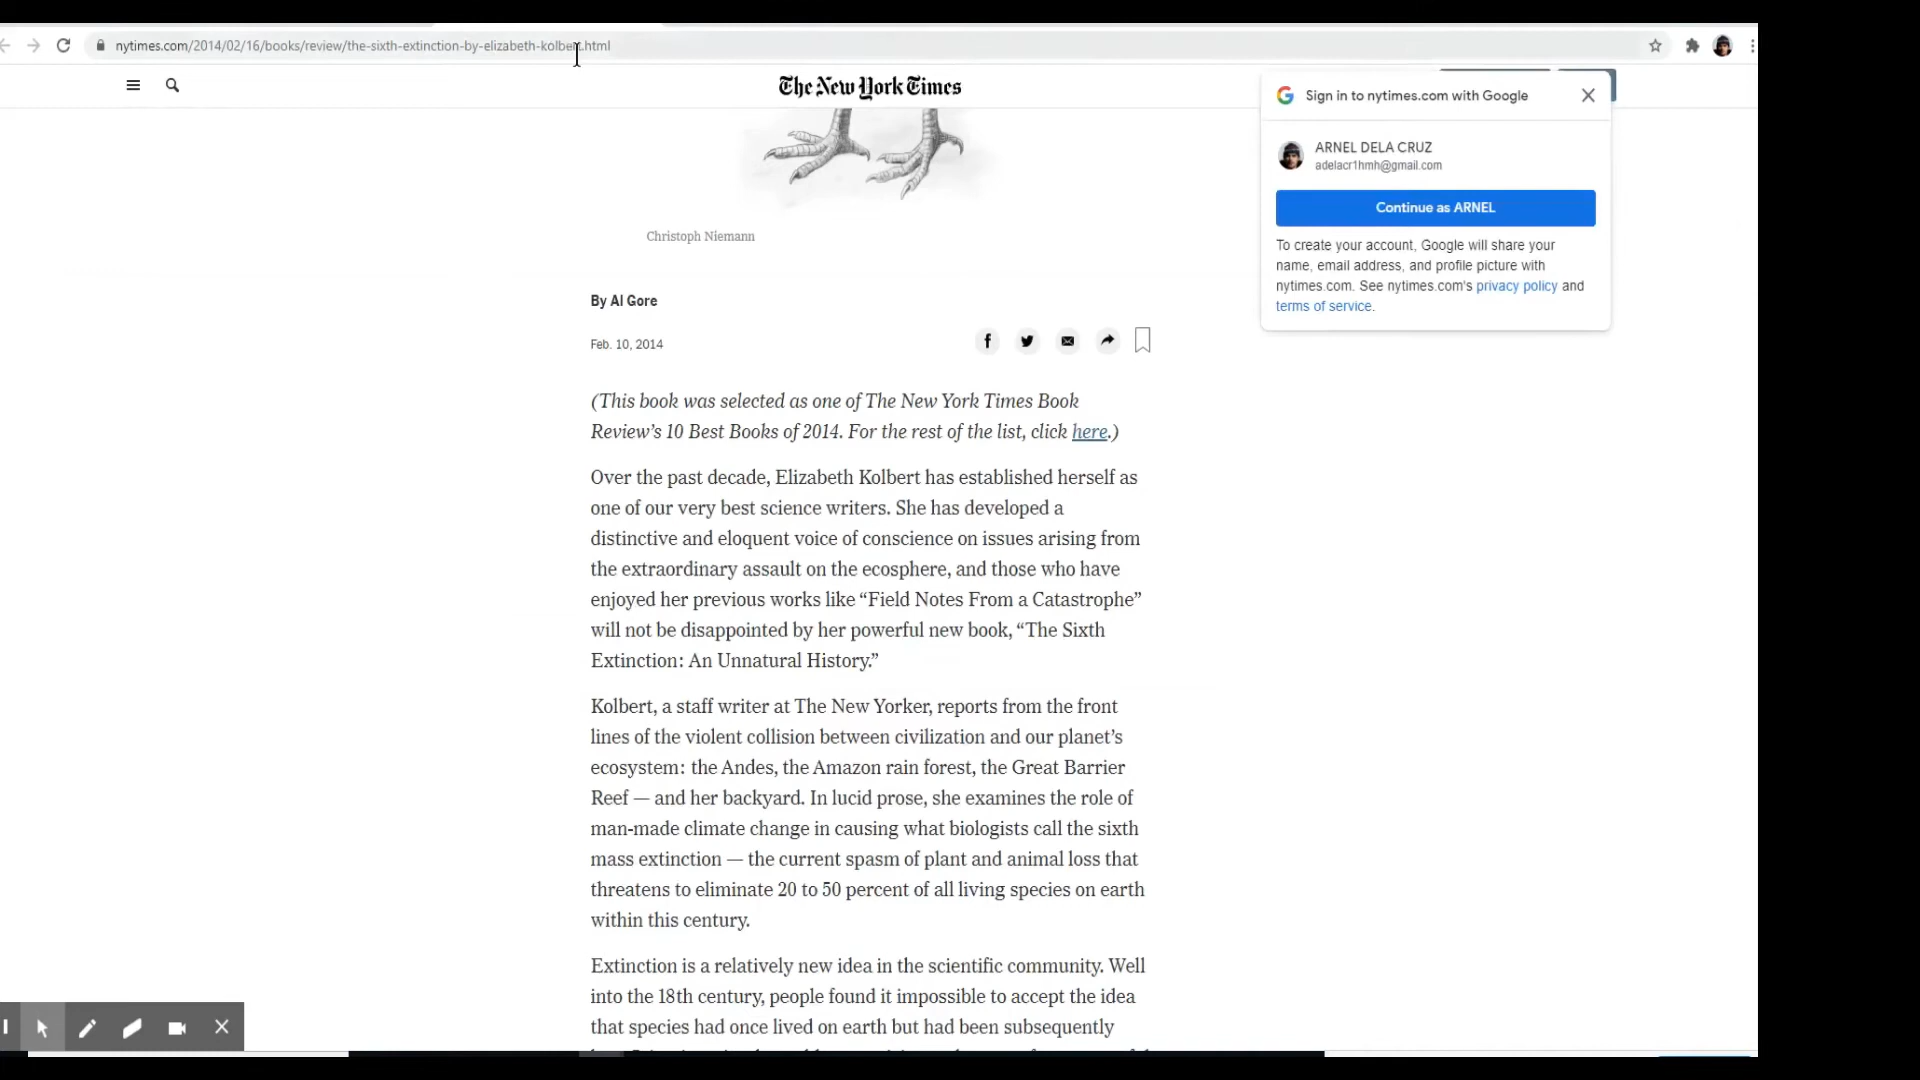 nytimes.com/2014/02/16/books/review/the-sixth-extinction-by-elizabeth-kolbert.html
The New York Times
Sign in to nytimes.com with Google
ARNEL DELA CRUZ
adelacr1hmh@gmail.com
Continue as ARNEL
To create your account, Google will share your
name, email address, and profile picture with
nytimes.com. See nytimes.com's privacy policy and
terms of service.
Christoph Niemann
By Al Gore
Feb. 10, 2014
(This book was selected as one of The New York Times Book
Review’s 10 Best Books of 2014. For the rest of the list, click here.)
Over the past decade, Elizabeth Kolbert has established herself as
one of our very best science writers. She has developed a
distinctive and eloquent voice of conscience on issues arising from
the extraordinary assault on the ecosphere, and those who have
enjoyed her previous works like “Field Notes From a Catastrophe”
will not be disappointed by her powerful new book, “The Sixth
Extinction: An Unnatural History.”
Kolbert, a staff writer at The New Yorker, reports from the front
lines of the violent collision between civilization and our planet’s
ecosystem: the Andes, the Amazon rain forest, the Great Barrier
Reef — and her backyard. In lucid prose, she examines the role of
man-made climate change in causing what biologists call the sixth
mass extinction — the current spasm of plant and animal loss that
threatens to eliminate 20 to 50 percent of all living species on earth
within this century.
Extinction is a relatively new idea in the scientific community. Well
into the 18th century, people found it impossible to accept the idea
that species had once lived on earth but had been subsequently